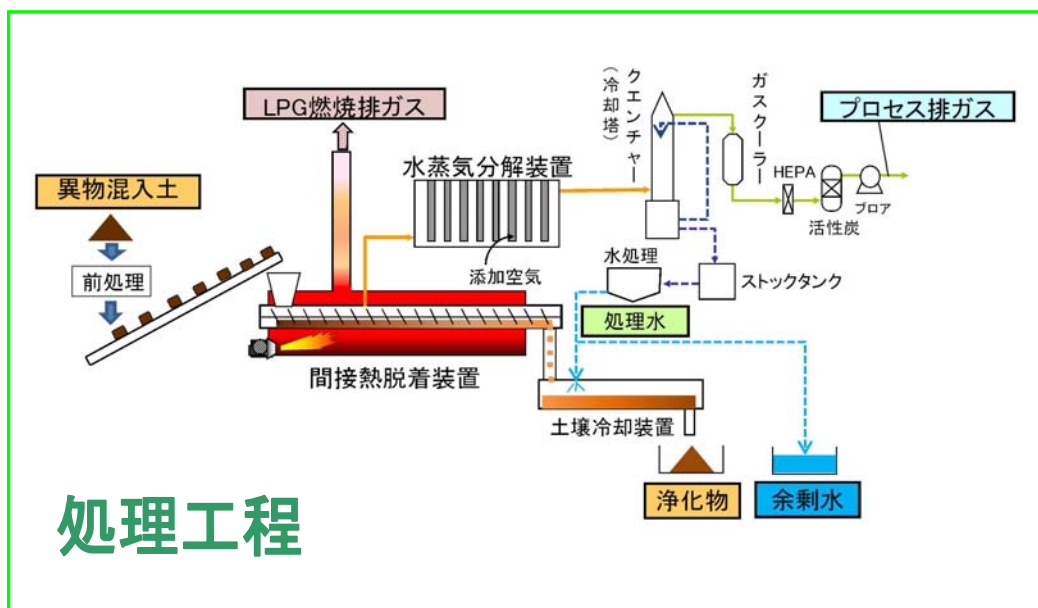 LPG燃焼排ガス
クエンチャー
(冷却塔)
ガスクーラー
プロセス排ガス
異物混入土
水蒸気分解装置
HEPA
ブロア
活性炭
前処理
添加空気
水処理
ストックタンク
処理水
間接熱脱着装置
土壌冷却装置
浄化物
余剰水
処理工程